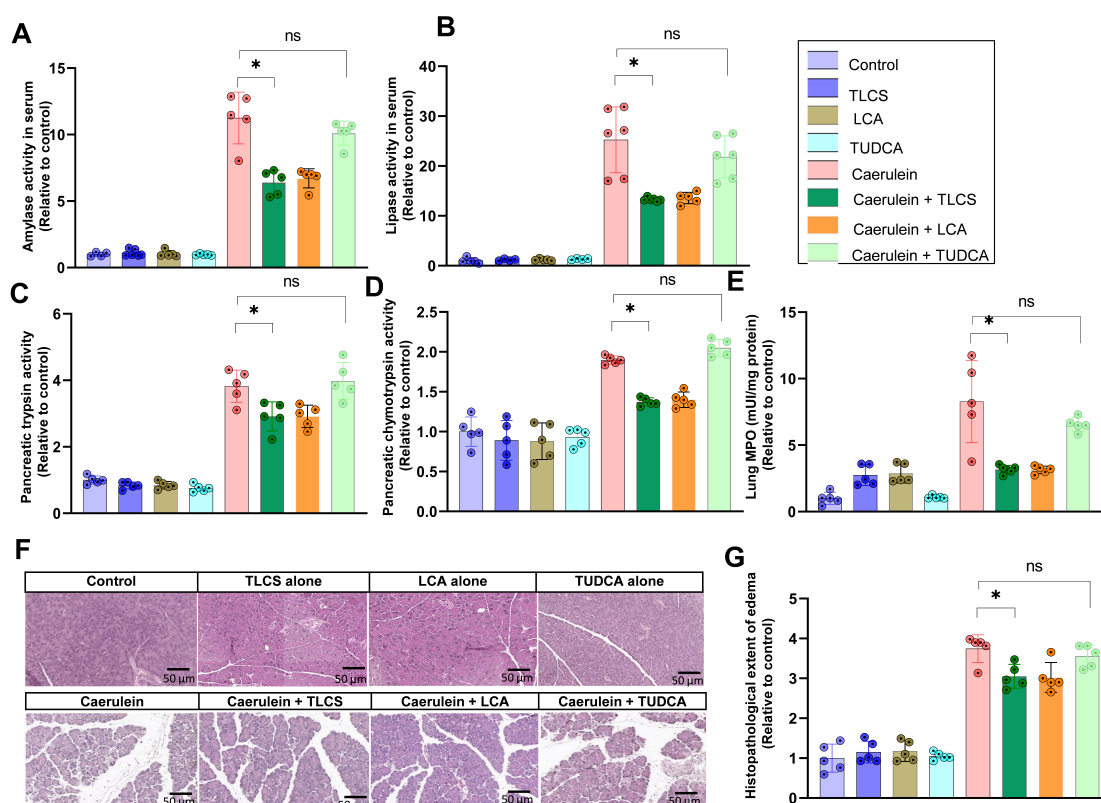 A
Amylase activity in serum
(Relative to control)
15
10
5
0
*
ns
B
Lipase activity in serum
(Relative to control)
40
30
20
10
0
*
ns
Control
TLCS
LCA
TUDCA
Caerulein
Caerulein + TLCS
Caerulein + LCA
Caerulein + TUDCA
C
Pancreatic trypsin activity
(Relative to control)
6
4
2
0
*
ns
D
Pancreatic chymotrypsin activity
(Relative to control)
2.5
2.0
1.5
1.0
0.5
0.0
*
ns
E
Lung MPO (mUI/mg protein)
(Relative to control)
15
10
5
0
*
ns
F
Control
TLCS alone
LCA alone
TUDCA alone
50 µm
50 µm
50 µm
50 µm
Caerulein
Caerulein + TLCS
Caerulein + LCA
Caerulein + TUDCA
50 µm
50
50 µm
50 µm
G
Histopathological extent of edema
(Relative to control)
5
4
3
2
1
0
*
ns